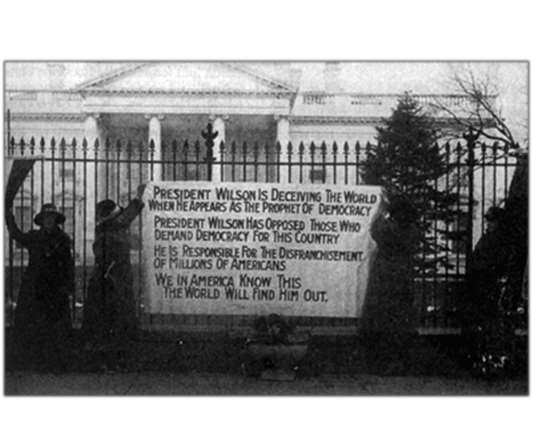 PRESIDENT WILSON IS DECEIVING THE WORLD
WHEN HE APPEARS AS THE PROPHET OF DEMOCRACY
PRESIDENT WILSON HAS OPPOSED THOSE WHO
DEMAND DEMOCRACY FOR THIS COUNTRY
HE IS RESPONSIBLE FOR THE DISFRANCHISEMENT
OF MILLIONS OF AMERICANS
WE IN AMERICA KNOW THIS
THE WORLD WILL FIND HIM OUT.